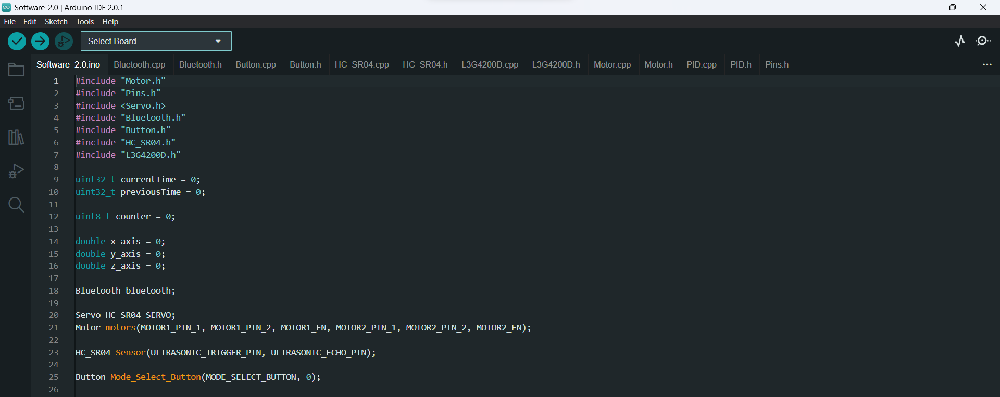 Software_2.0 | Arduino IDE 2.0.1
File Edit Sketch Tools Help
Select Board
Software_2.0.ino Bluetooth.cpp Bluetooth.h Button.cpp Button.h HC_SR04.cpp HC_SR04.h L3G4200D.cpp L3G4200D.h Motor.cpp Motor.h PID.cpp PID.h Pins.h ...
1 #include "Motor.h"
2 #include "Pins.h"
3 #include <Servo.h>
4 #include "Bluetooth.h"
5 #include "Button.h"
6 #include "HC_SR04.h"
7 #include "L3G4200D.h"
8
9 uint32_t currentTime = 0;
10 uint32_t previousTime = 0;
11
12 uint8_t counter = 0;
13
14 double x_axis = 0;
15 double y_axis = 0;
16 double z_axis = 0;
17
18 Bluetooth bluetooth;
19
20 Servo HC_SR04_SERVO;
21 Motor motors(MOTOR1_PIN_1, MOTOR1_PIN_2, MOTOR1_EN, MOTOR2_PIN_1, MOTOR2_PIN_2, MOTOR2_EN);
22
23 HC_SR04 Sensor(ULTRASONIC_TRIGGER_PIN, ULTRASONIC_ECHO_PIN);
24
25 Button Mode_Select_Button(MODE_SELECT_BUTTON, 0);
26